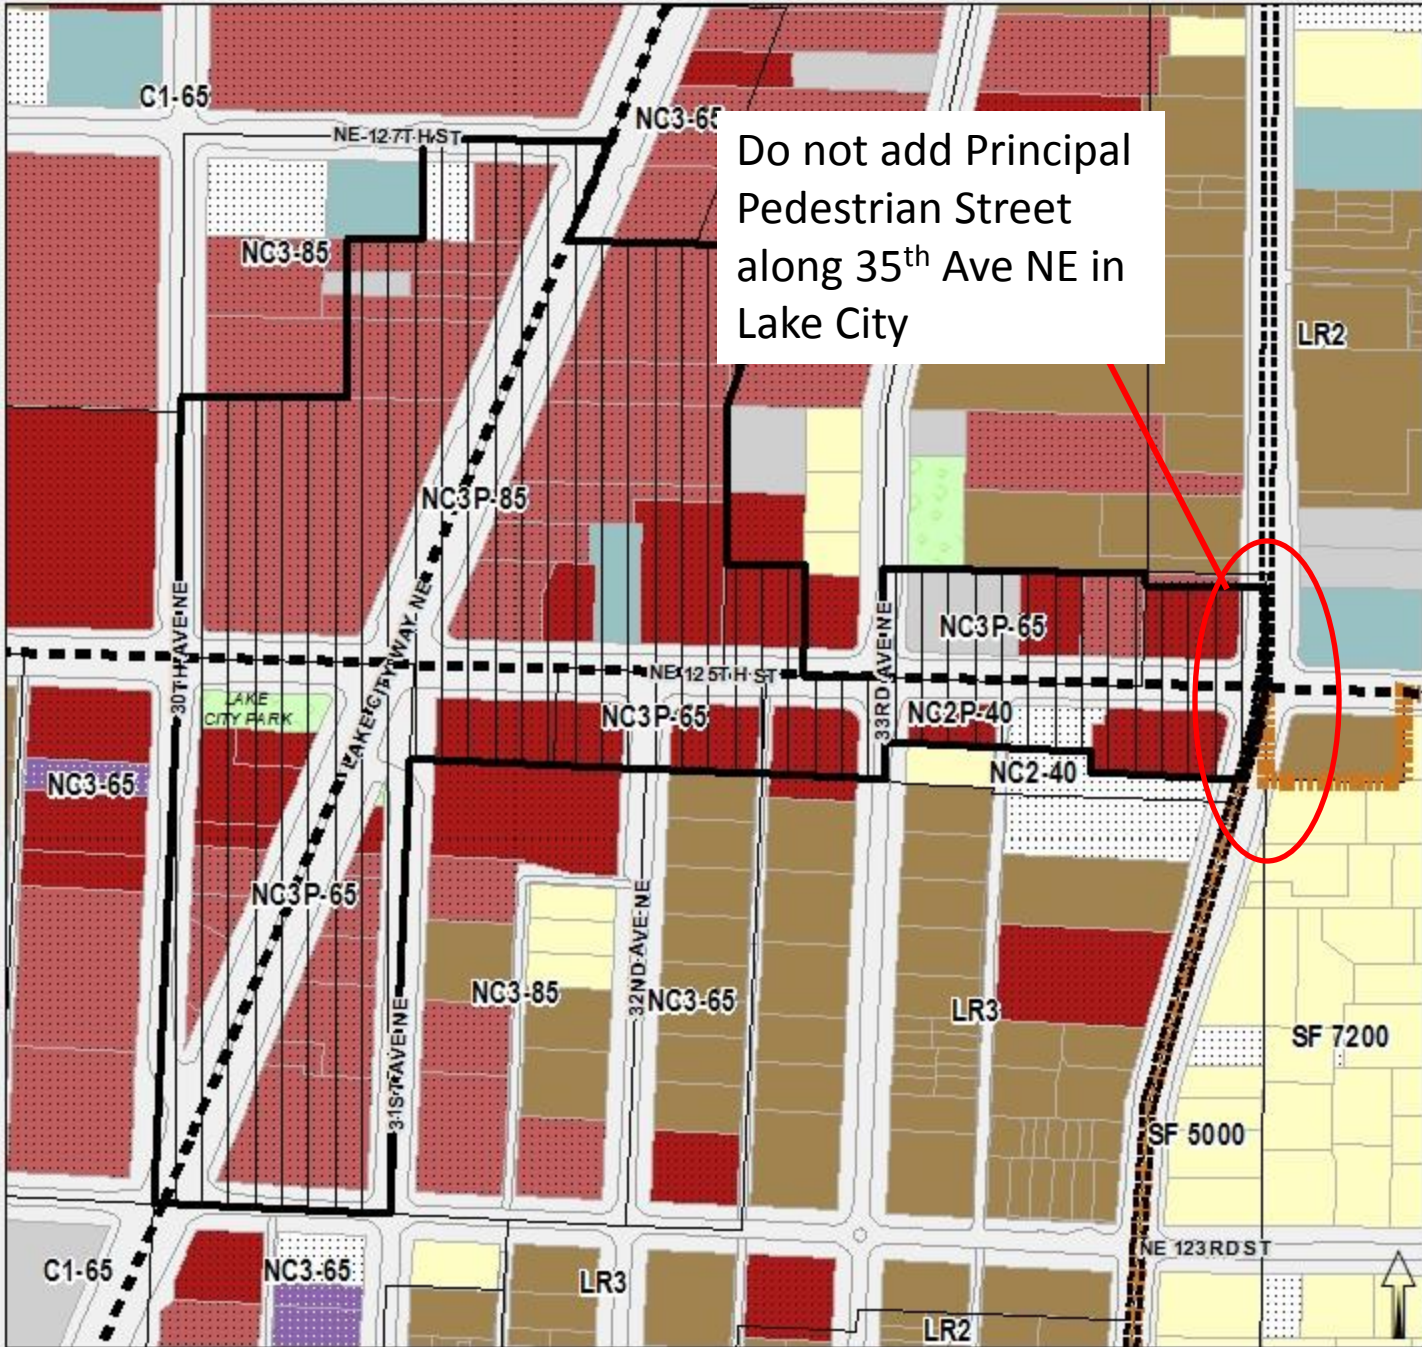 C1-65
NE 127TH ST
NC3-65
Do not add Principal
Pedestrian Street
along 35th Ave NE in
Lake City
NC3-85
LR2
NC3P-85
30TH AVE NE
LAKE CITY WAY NE
NC3P-65
33RD AVE NE
NE 125TH ST
LAKE
CITY PARK
NC3P-65
NC2P-40
NC3-65
NC2-40
NC3P-65
32ND AVE NE
NC3-85
NC3-65
LR3
31ST AVE NE
SF 7200
SF 5000
NE 123RD ST
C1-65
NC3-65
LR3
LR2